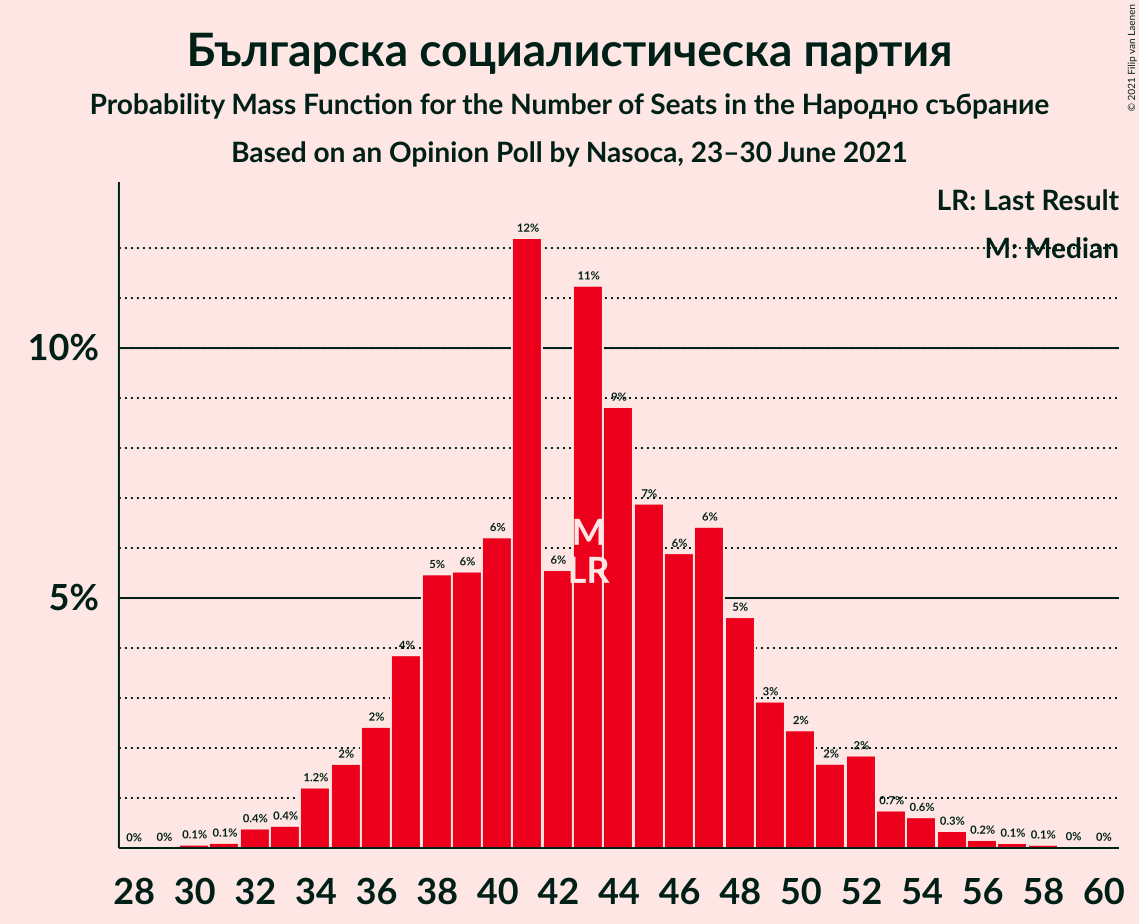 Българска социалистическа партия
Probability Mass Function for the Number of Seats in the Народно събрание
Based on an Opinion Poll by Nasoca, 23–30 June 2021
© 2021 Filip van Laenen
LR: Last Result
M: Median
10%
5%
0% 0% 0.1% 0.1% 0.4% 0.4% 1.2% 2% 2% 4% 5% 6% 6% 12% 6% 11% 9% 7% 6% 6% 5% 3% 2% 2% 2% 0.7% 0.6% 0.3% 0.2% 0.1% 0.1% 0% 0%
M
LR
28 30 32 34 36 38 40 42 44 46 48 50 52 54 56 58 60